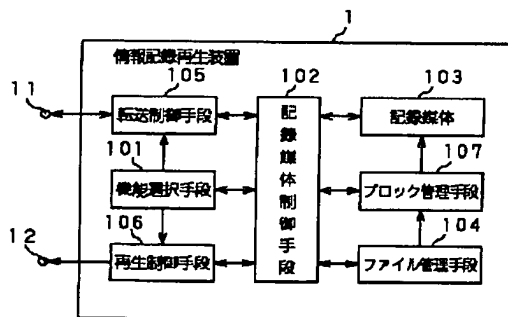 1
情報記録再生装置
105
102
103
11
転送制御手段
記録媒体制御手段
記録媒体
101
107
機能選択手段
ブロック管理手段
106
104
12
再生制御手段
ファイル管理手段